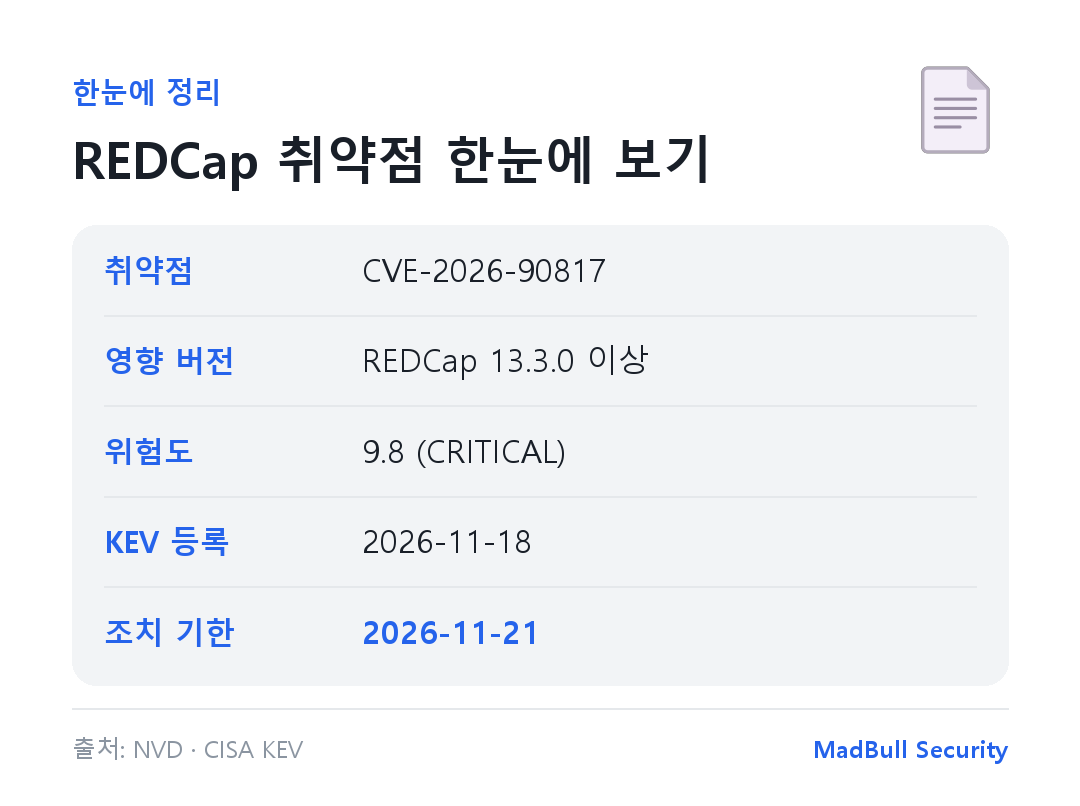 한눈에 정리
REDCap 취약점 한눈에 보기
취약점 CVE-2026-90817
영향 버전 REDCap 13.3.0 이상
위험도 9.8 (CRITICAL)
KEV 등록 2026-11-18
조치 기한 2026-11-21
출처: NVD · CISA KEV MadBull Security